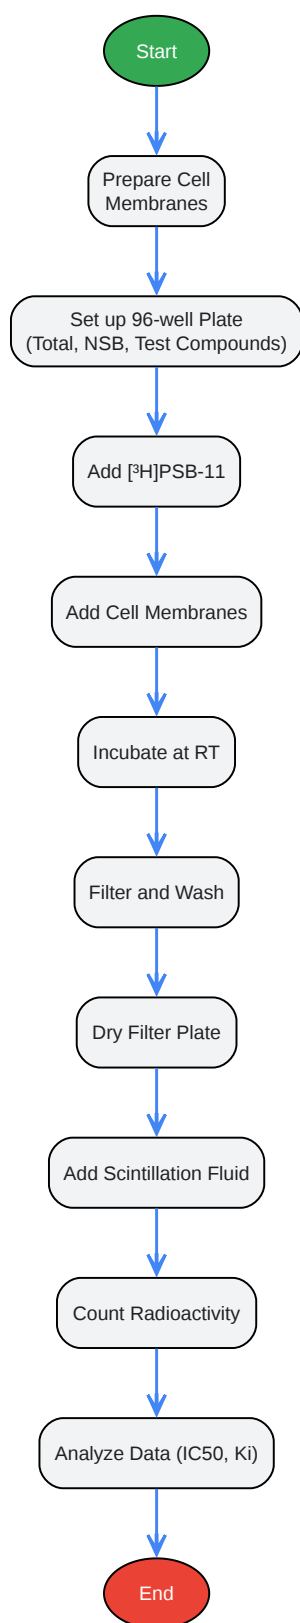 Start
Prepare Cell
Membranes
Set up 96-well Plate
(Total, NSB, Test Compounds)
Add [³H]PSB-11
Add Cell Membranes
Incubate at RT
Filter and Wash
Dry Filter Plate
Add Scintillation Fluid
Count Radioactivity
Analyze Data (IC50, Ki)
End